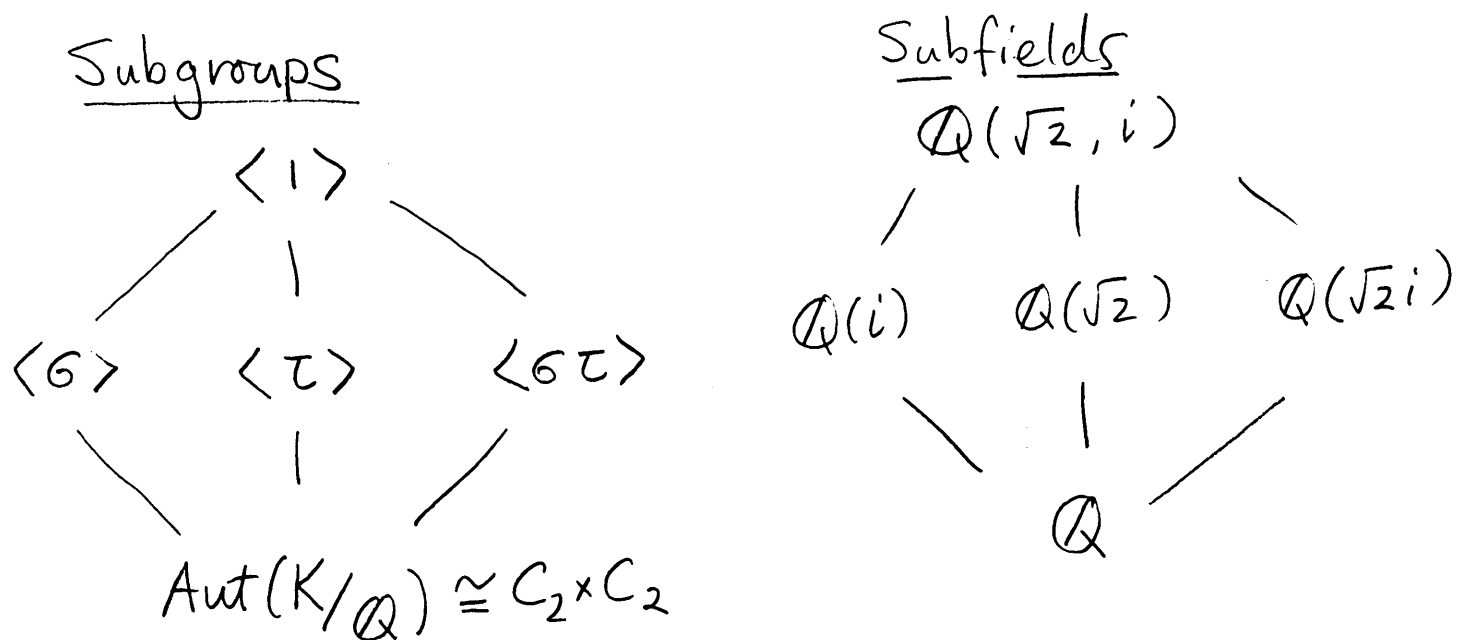 Subgroups
<1>
<σ> <τ> <στ>
Aut(K/ℚ) ≅ C₂×C₂
Subfields
ℚ(√2, i)
ℚ(i) ℚ(√2) ℚ(√2i)
ℚ